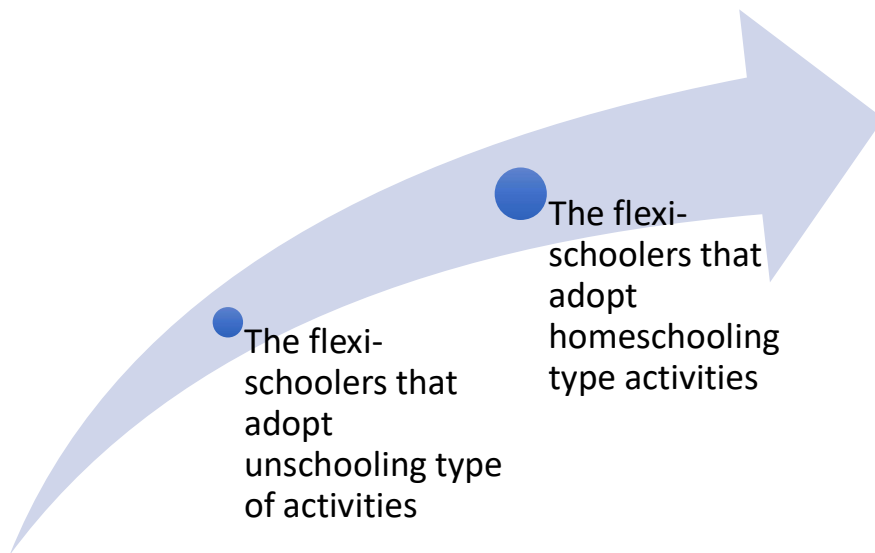 The flexi-
schoolers that
adopt
unschooling type
of activities
The flexi-
schoolers that
adopt
homeschooling
type activities